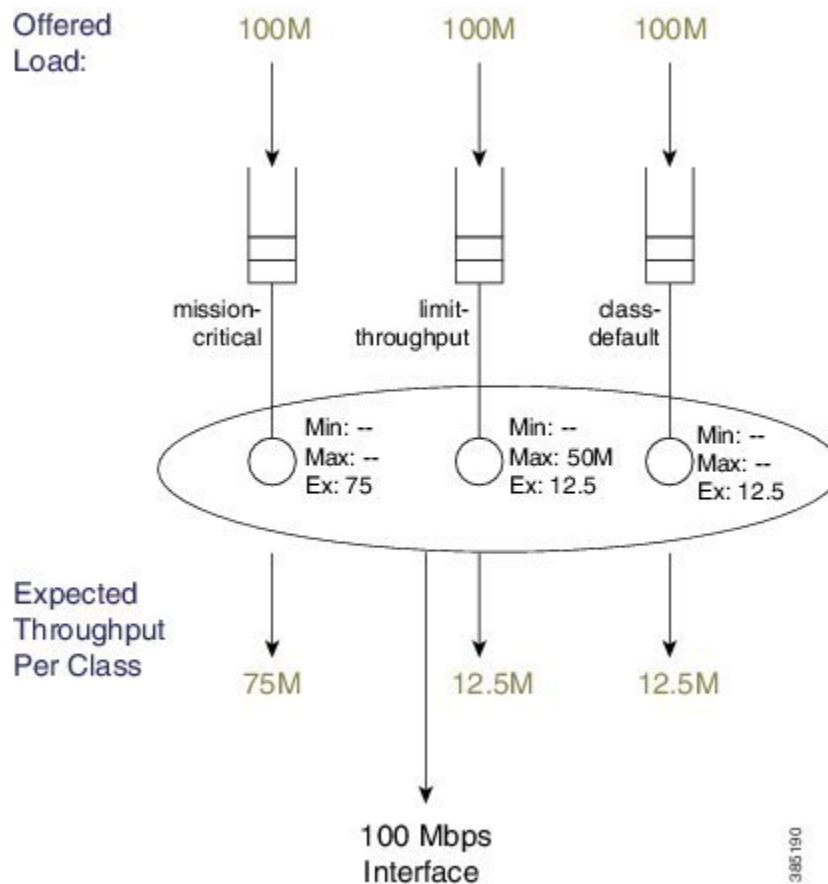 Offered
Load:
100M
100M
100M
mission-
critical
limit-
throughput
class-
default
Min: --
Max: --
Ex: 75
Min: --
Max: 50M
Ex: 12.5
Min: --
Max: --
Ex: 12.5
Expected
Throughput
Per Class
75M
12.5M
12.5M
100 Mbps
Interface
385190